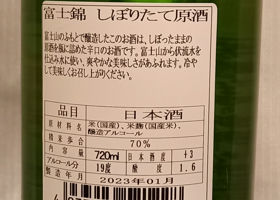 富士錦 しぼりたて原酒
富士山のふもとで醸造したこのお酒は、しぼったままの
原酒を瓶に詰めた辛口のお酒です。富士山から伏流水を
仕込み水に使い、爽やかな美味しさがあふれます。冷や
して美味しくお召し上がりください。
品目 日本酒
原材料名 米(国産)、米麹(国産)、
醸造アルコール
精米歩合 70%
内容量 720ml 日本酒度 +3
アルコール分 19度 酸度 1.6
製造年月 2023年01月